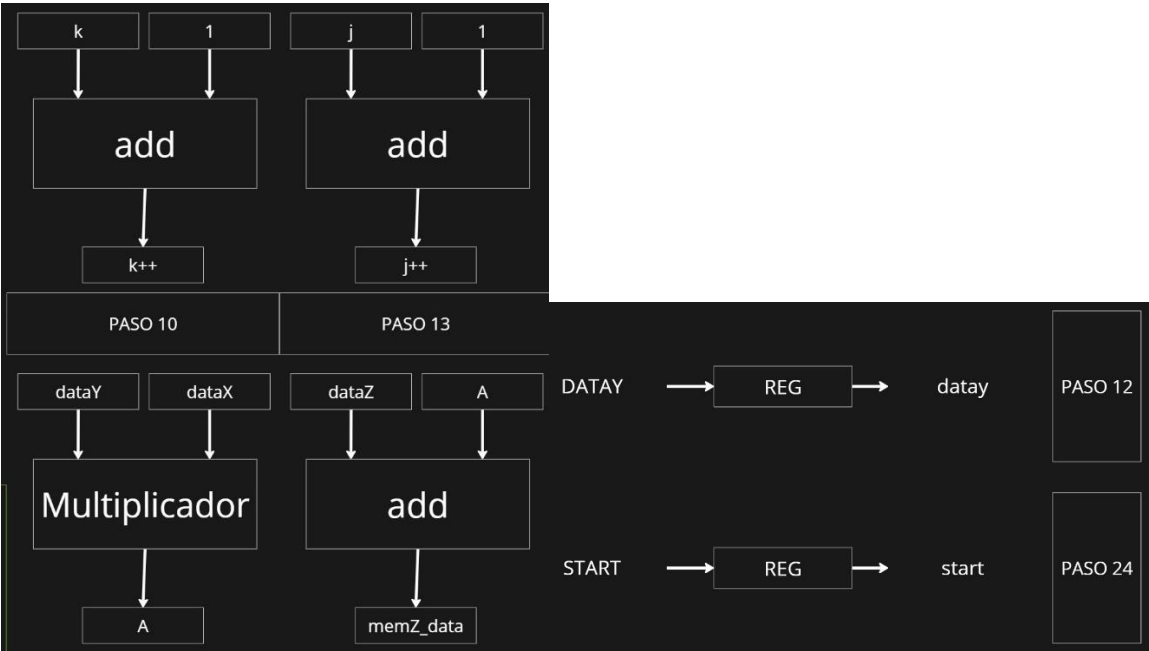 k 1 j 1
add add
k++ j++
PASO 10 PASO 13
dataY dataX dataZ A
Multiplicador add
A memZ_data
DATAY REG datay PASO 12
START REG start PASO 24